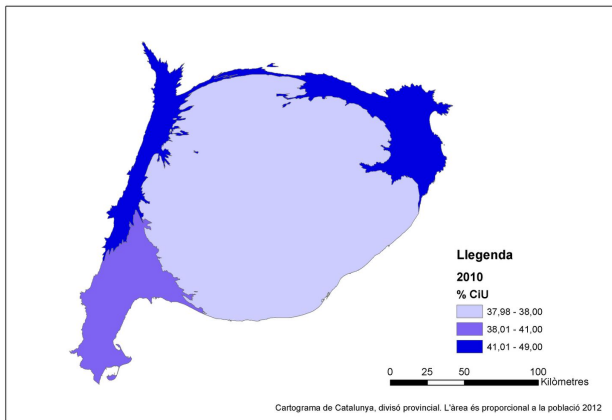 Llegenda
2010
% CiU
37,98 - 38,00
38,01 - 41,00
41,01 - 49,00
0 25 50 100
Kilòmetres
Cartograma de Catalunya, divisó provincial. L'àrea és proporcional a la població 2012